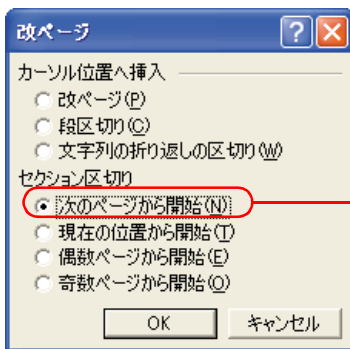 改ページ
カーソル位置へ挿入
改ページ(P)
段区切り(C)
文字列の折り返しの区切り(W)
セクション区切り
次のページから開始(N)
現在の位置から開始(T)
偶数ページから開始(E)
奇数ページから開始(O)
OK キャンセル